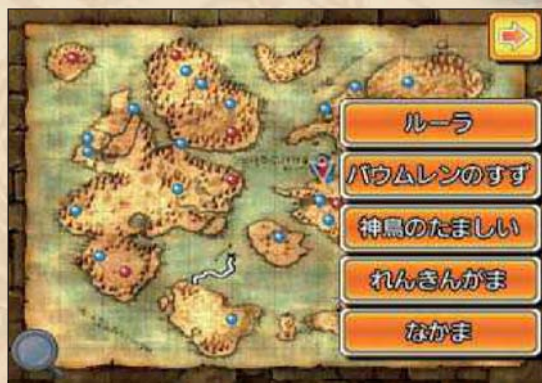 ルーラ
バウムレンのすず
神鳥のたましい
れんきんがま
なかま